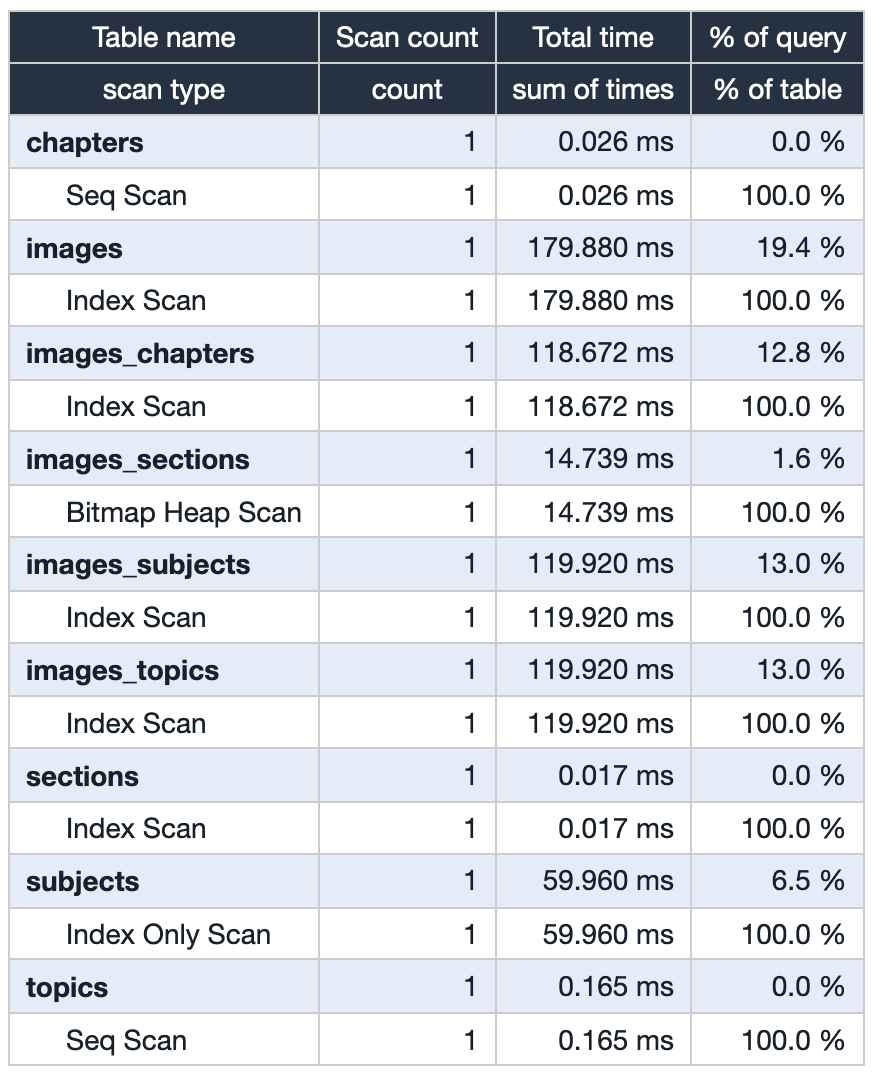 Table name Scan count Total time % of query
scan type count sum of times % of table
chapters 1 0.026 ms 0.0 %
Seq Scan 1 0.026 ms 100.0 %
images 1 179.880 ms 19.4 %
Index Scan 1 179.880 ms 100.0 %
images_chapters 1 118.672 ms 12.8 %
Index Scan 1 118.672 ms 100.0 %
images_sections 1 14.739 ms 1.6 %
Bitmap Heap Scan 1 14.739 ms 100.0 %
images_subjects 1 119.920 ms 13.0 %
Index Scan 1 119.920 ms 100.0 %
images_topics 1 119.920 ms 13.0 %
Index Scan 1 119.920 ms 100.0 %
sections 1 0.017 ms 0.0 %
Index Scan 1 0.017 ms 100.0 %
subjects 1 59.960 ms 6.5 %
Index Only Scan 1 59.960 ms 100.0 %
topics 1 0.165 ms 0.0 %
Seq Scan 1 0.165 ms 100.0 %